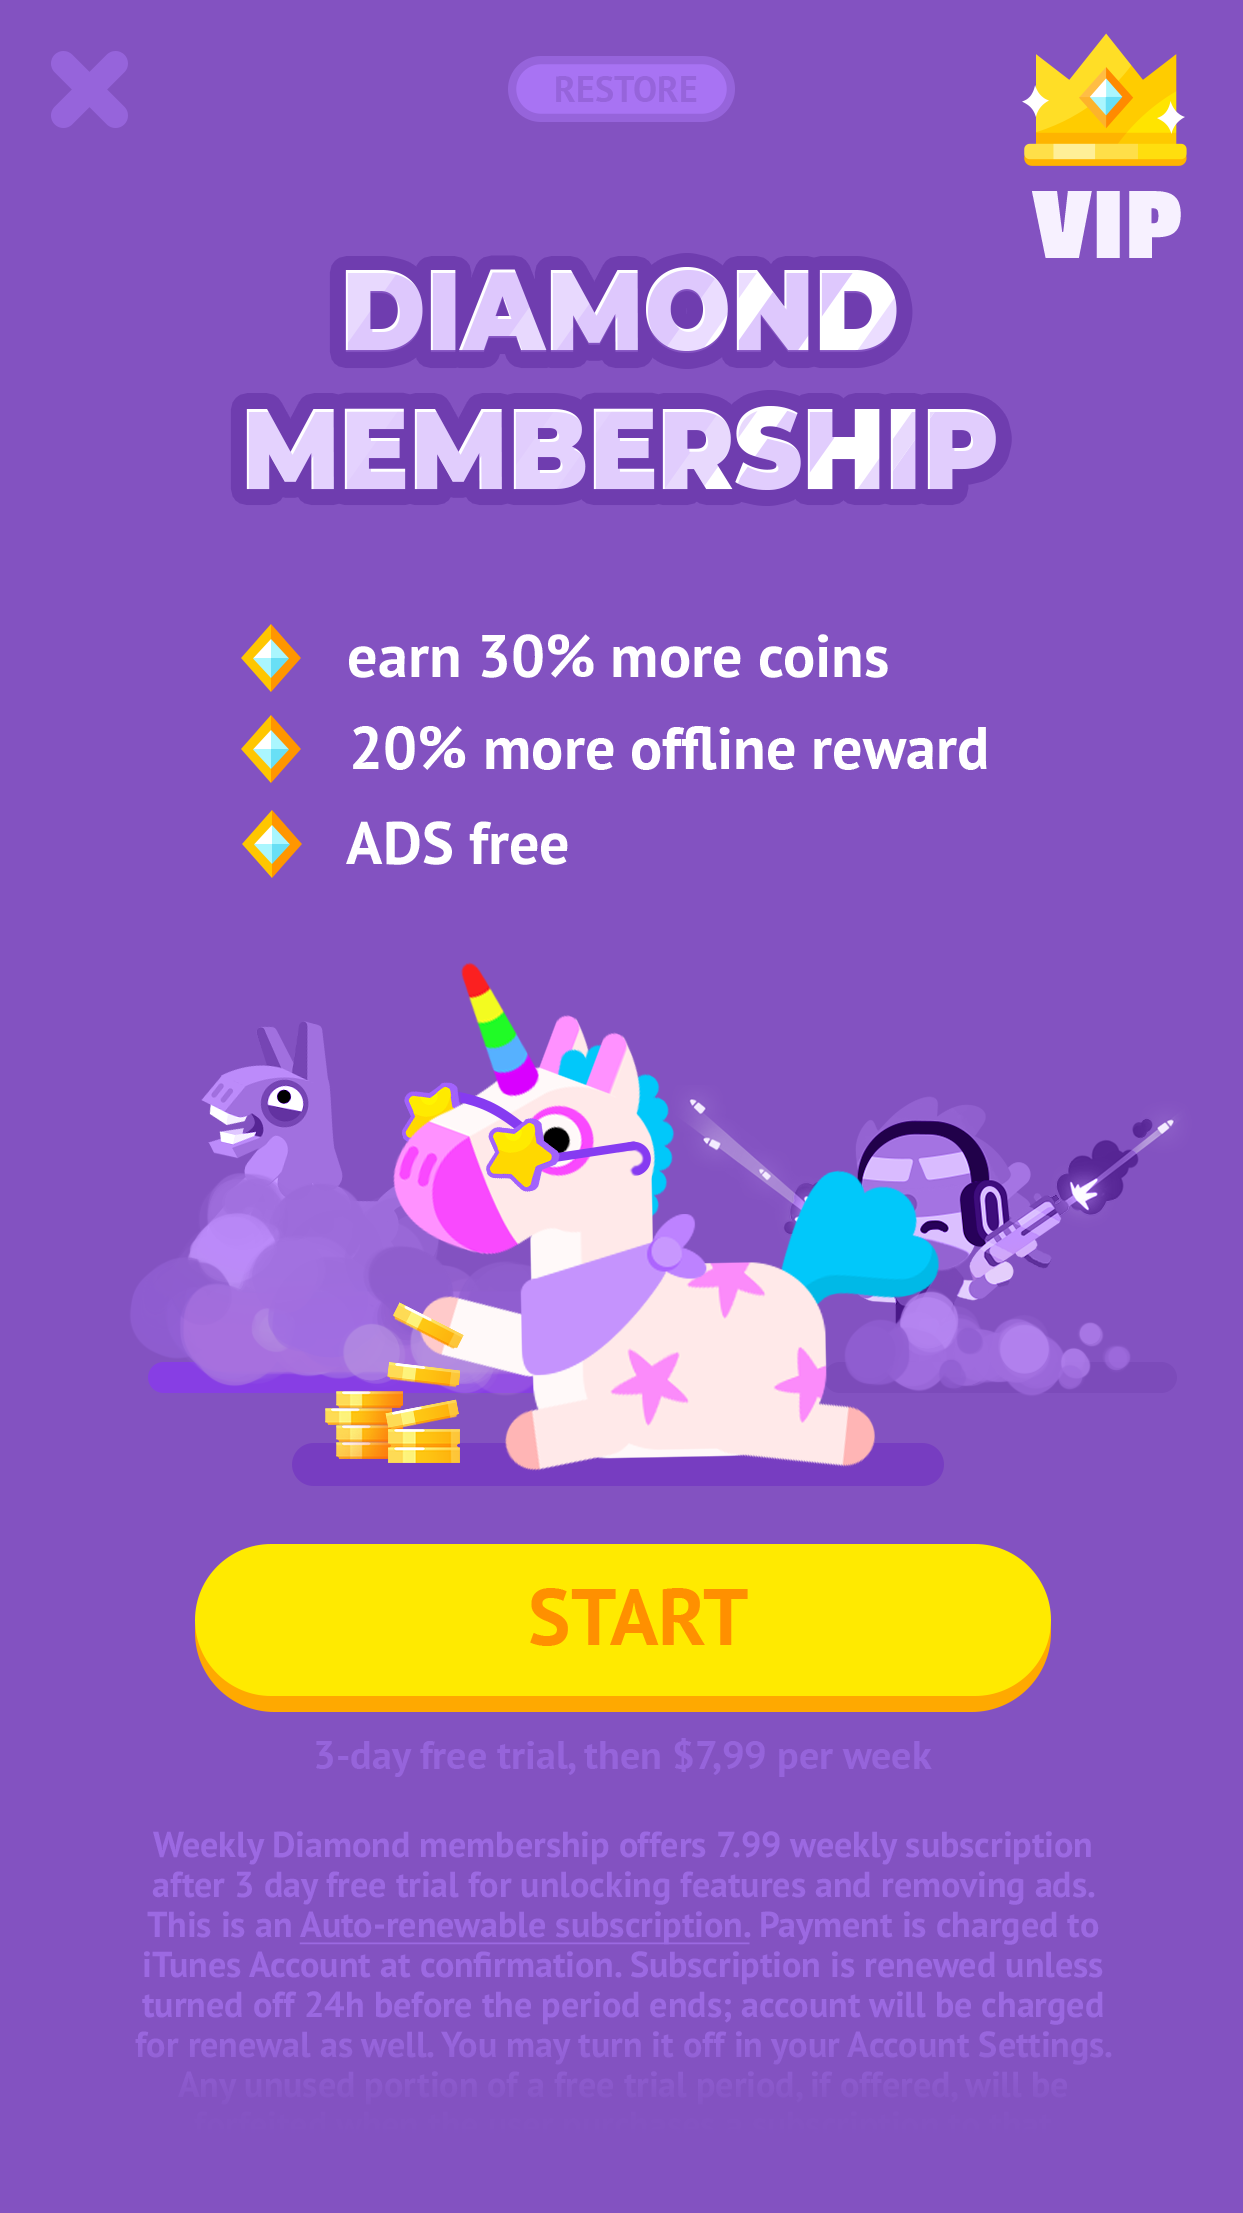 RESTORE
VIP
DIAMOND
MEMBERSHIP
earn 30% more coins
20% more offline reward
ADS free
START
3-day free trial, then $7,99 per week
Weekly Diamond membership offers 7.99 weekly subscription
after 3 day free trial for unlocking features and removing ads.
This is an Auto-renewable subscription. Payment is charged to
iTunes Account at confirmation. Subscription is renewed unless
turned off 24h before the period ends; account will be charged
for renewal as well. You may turn it off in your Account Settings.
Any unused portion of a free trial period, if offered, will be